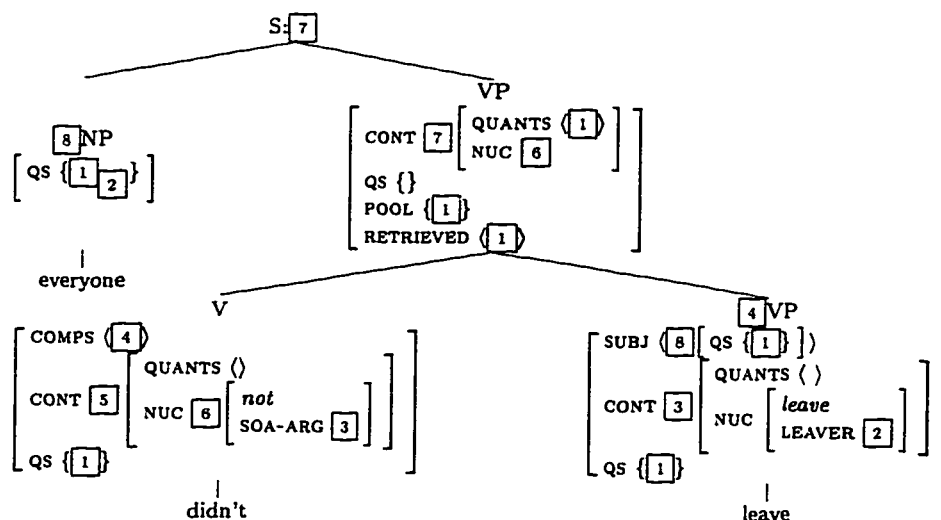 S: 7
VP
8 NP
[ QS { 1 2 } ]
[ CONT 7 [ QUANTS ⟨ 1 ⟩
NUC 6 ]
QS {}
POOL { 1 }
RETRIEVED ⟨ 1 ⟩ ]
everyone
V
[ COMPS ⟨ 4 ⟩
CONT 5 [ QUANTS ⟨⟩
NUC 6 [ not
SOA-ARG 3 ] ]
QS { 1 } ]
didn't
4 VP
[ SUBJ ⟨ 8 [ QS { 1 } ] ⟩
CONT 3 [ QUANTS ⟨ ⟩
NUC [ leave
LEAVER 2 ] ]
QS { 1 } ]
leave